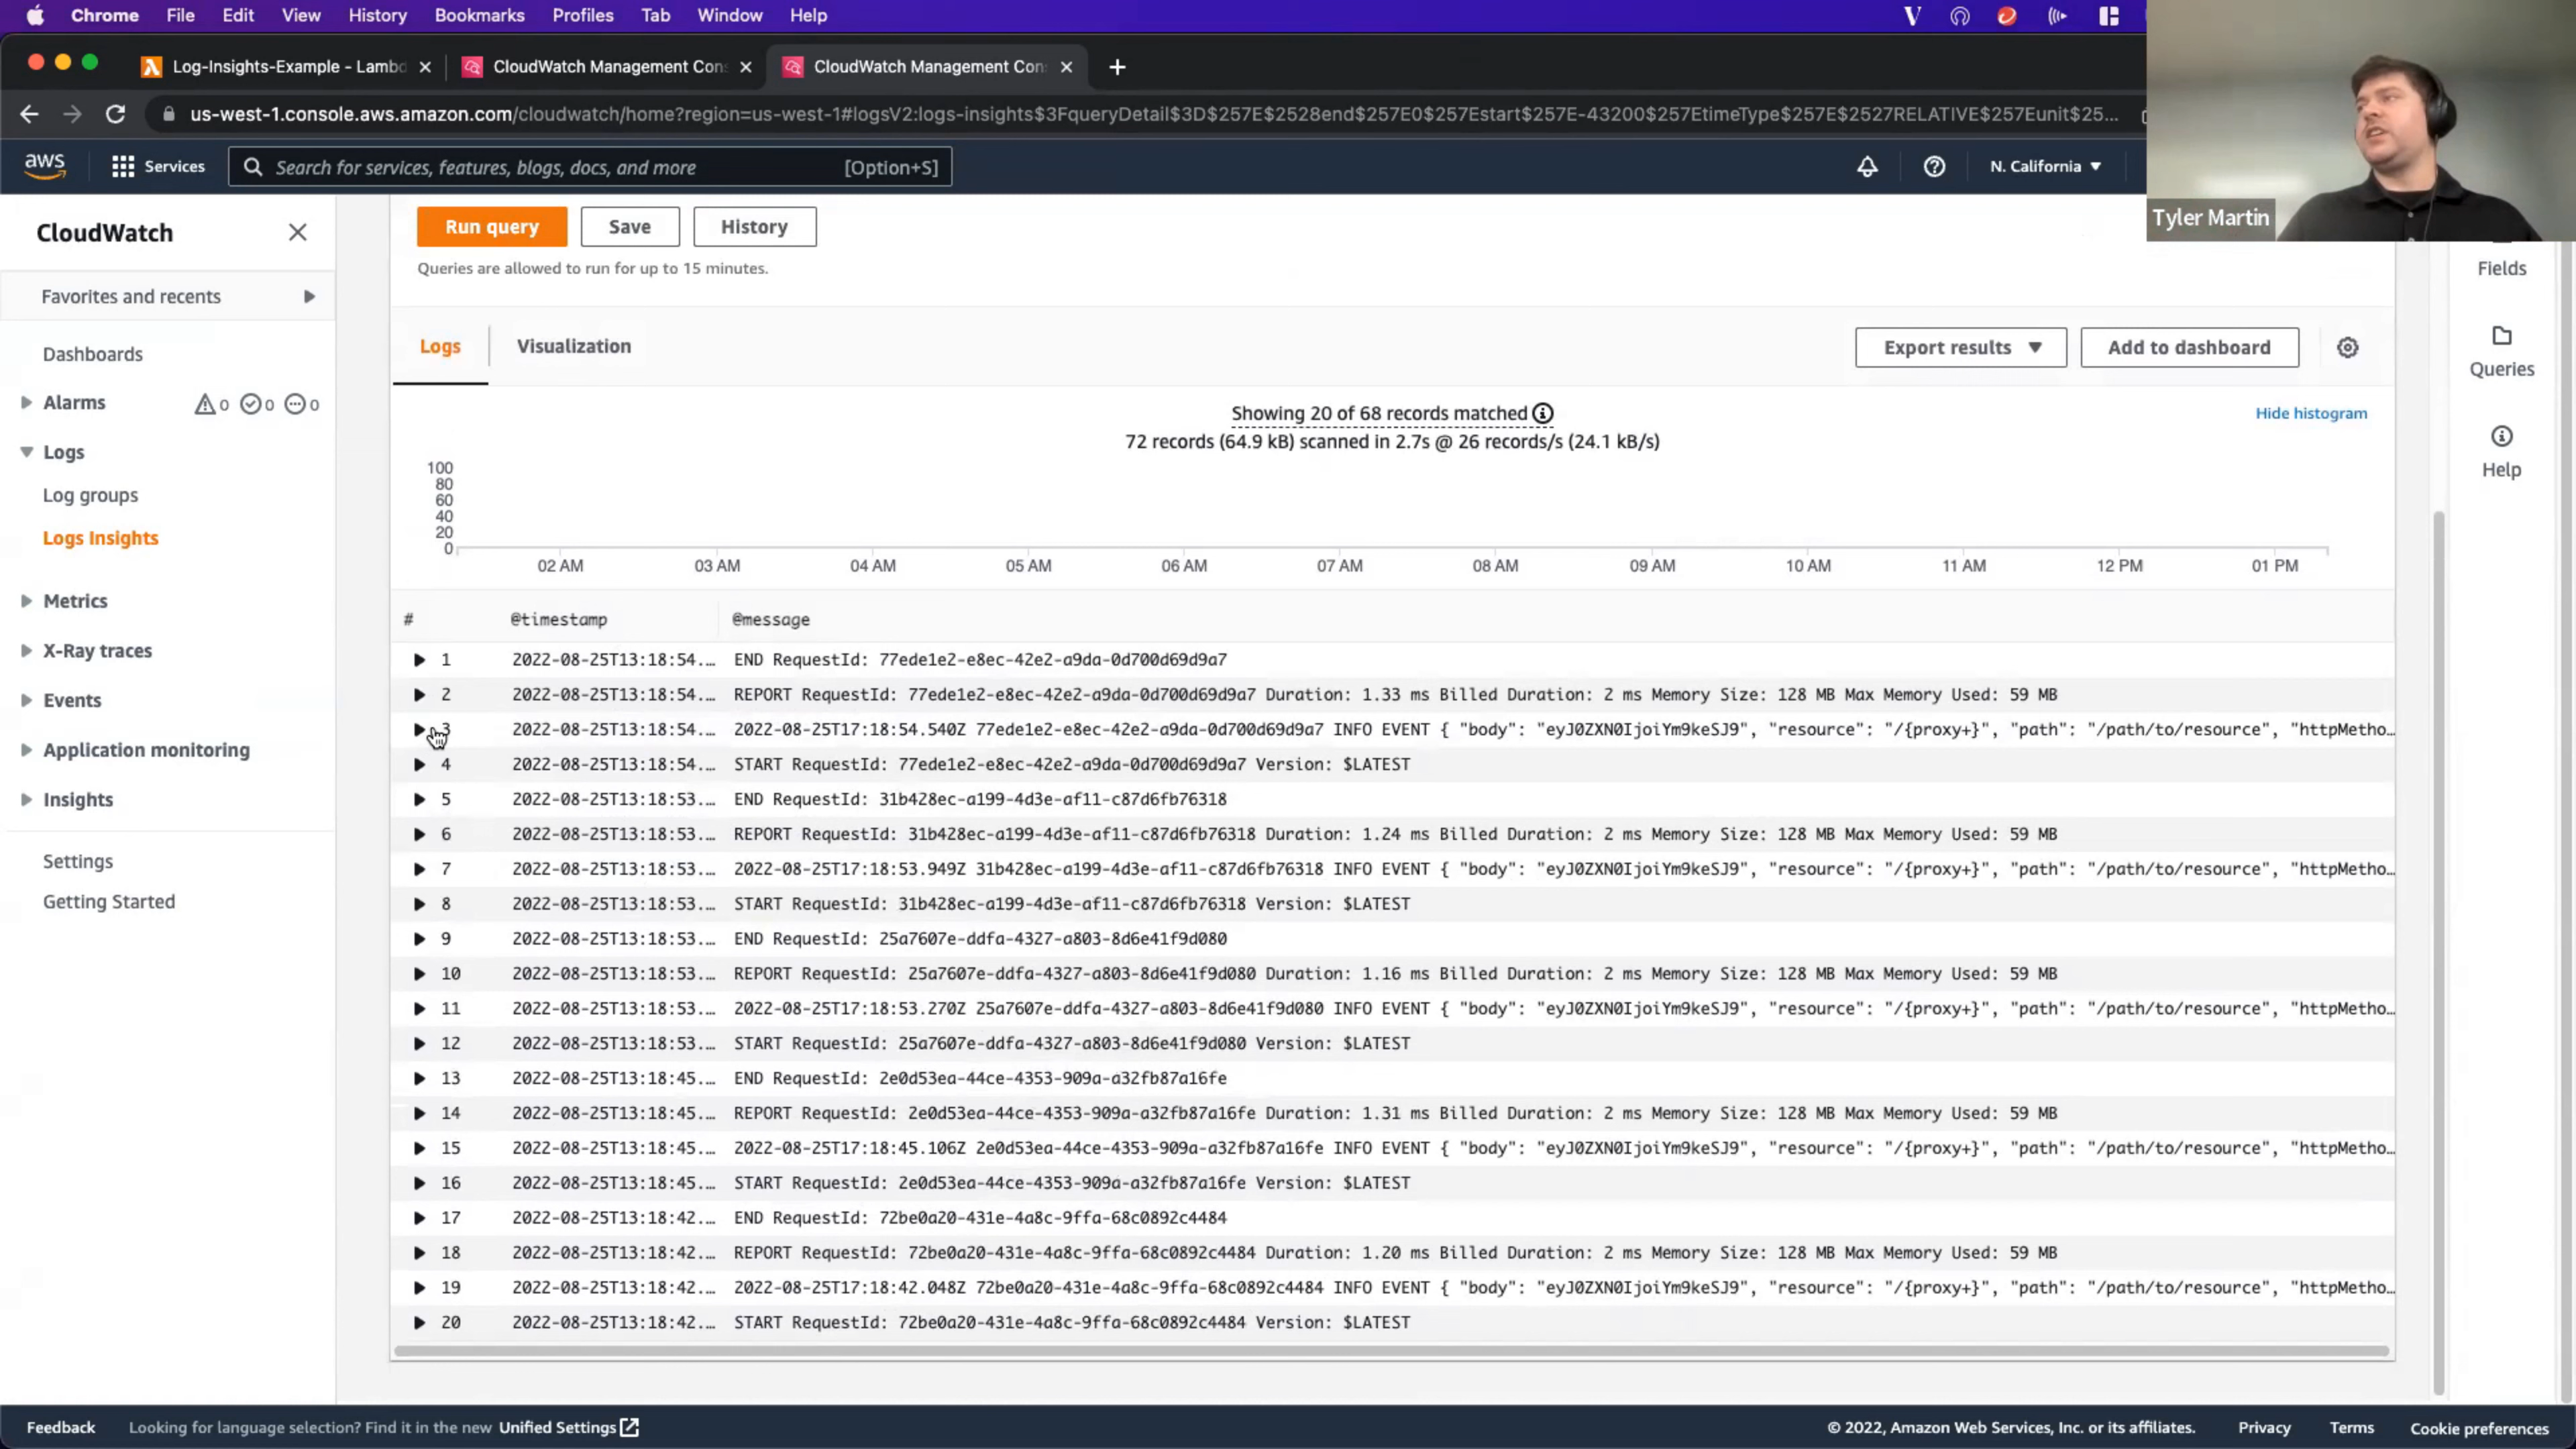 Chrome File Edit View History Bookmarks Profiles Tab Window Help
Log-Insights-Example - Lambd
CloudWatch Management Con
CloudWatch Management Con
us-west-1.console.aws.amazon.com/cloudwatch/home?region=us-west-1#logsV2:logs-insights$3FqueryDetail$3D$257E$2528end$257E0$257Estart$257E-43200$257EtimeType$257E$2527RELATIVE$257Eunit$25...
aws Services Search for services, features, blogs, docs, and more [Option+S] N. California
Tyler Martin
CloudWatch
Favorites and recents
Dashboards
Alarms 0 0 0
Logs
Log groups
Logs Insights
Metrics
X-Ray traces
Events
Application monitoring
Insights
Settings
Getting Started
Run query Save History
Queries are allowed to run for up to 15 minutes.
Logs Visualization Export results Add to dashboard
Showing 20 of 68 records matched
72 records (64.9 kB) scanned in 2.7s @ 26 records/s (24.1 kB/s)
Hide histogram
100
80
60
40
20
0
02 AM 03 AM 04 AM 05 AM 06 AM 07 AM 08 AM 09 AM 10 AM 11 AM 12 PM 01 PM
# @timestamp @message
1 2022-08-25T13:18:54.... END RequestId: 77ede1e2-e8ec-42e2-a9da-0d700d69d9a7
2 2022-08-25T13:18:54.... REPORT RequestId: 77ede1e2-e8ec-42e2-a9da-0d700d69d9a7 Duration: 1.33 ms Billed Duration: 2 ms Memory Size: 128 MB Max Memory Used: 59 MB
3 2022-08-25T13:18:54.... 2022-08-25T17:18:54.540Z 77ede1e2-e8ec-42e2-a9da-0d700d69d9a7 INFO EVENT { "body": "eyJ0ZXN0IjoiYm9keSJ9", "resource": "/{proxy+}", "path": "/path/to/resource", "httpMetho...
4 2022-08-25T13:18:54.... START RequestId: 77ede1e2-e8ec-42e2-a9da-0d700d69d9a7 Version: $LATEST
5 2022-08-25T13:18:53.... END RequestId: 31b428ec-a199-4d3e-af11-c87d6fb76318
6 2022-08-25T13:18:53.... REPORT RequestId: 31b428ec-a199-4d3e-af11-c87d6fb76318 Duration: 1.24 ms Billed Duration: 2 ms Memory Size: 128 MB Max Memory Used: 59 MB
7 2022-08-25T13:18:53.... 2022-08-25T17:18:53.949Z 31b428ec-a199-4d3e-af11-c87d6fb76318 INFO EVENT { "body": "eyJ0ZXN0IjoiYm9keSJ9", "resource": "/{proxy+}", "path": "/path/to/resource", "httpMetho...
8 2022-08-25T13:18:53.... START RequestId: 31b428ec-a199-4d3e-af11-c87d6fb76318 Version: $LATEST
9 2022-08-25T13:18:53.... END RequestId: 25a7607e-ddfa-4327-a803-8d6e41f9d080
10 2022-08-25T13:18:53.... REPORT RequestId: 25a7607e-ddfa-4327-a803-8d6e41f9d080 Duration: 1.16 ms Billed Duration: 2 ms Memory Size: 128 MB Max Memory Used: 59 MB
11 2022-08-25T13:18:53.... 2022-08-25T17:18:53.270Z 25a7607e-ddfa-4327-a803-8d6e41f9d080 INFO EVENT { "body": "eyJ0ZXN0IjoiYm9keSJ9", "resource": "/{proxy+}", "path": "/path/to/resource", "httpMetho...
12 2022-08-25T13:18:53.... START RequestId: 25a7607e-ddfa-4327-a803-8d6e41f9d080 Version: $LATEST
13 2022-08-25T13:18:45.... END RequestId: 2e0d53ea-44ce-4353-909a-a32fb87a16fe
14 2022-08-25T13:18:45.... REPORT RequestId: 2e0d53ea-44ce-4353-909a-a32fb87a16fe Duration: 1.31 ms Billed Duration: 2 ms Memory Size: 128 MB Max Memory Used: 59 MB
15 2022-08-25T13:18:45.... 2022-08-25T17:18:45.106Z 2e0d53ea-44ce-4353-909a-a32fb87a16fe INFO EVENT { "body": "eyJ0ZXN0IjoiYm9keSJ9", "resource": "/{proxy+}", "path": "/path/to/resource", "httpMetho...
16 2022-08-25T13:18:45.... START RequestId: 2e0d53ea-44ce-4353-909a-a32fb87a16fe Version: $LATEST
17 2022-08-25T13:18:42.... END RequestId: 72be0a20-431e-4a8c-9ffa-68c0892c4484
18 2022-08-25T13:18:42.... REPORT RequestId: 72be0a20-431e-4a8c-9ffa-68c0892c4484 Duration: 1.20 ms Billed Duration: 2 ms Memory Size: 128 MB Max Memory Used: 59 MB
19 2022-08-25T13:18:42.... 2022-08-25T17:18:42.048Z 72be0a20-431e-4a8c-9ffa-68c0892c4484 INFO EVENT { "body": "eyJ0ZXN0IjoiYm9keSJ9", "resource": "/{proxy+}", "path": "/path/to/resource", "httpMetho...
20 2022-08-25T13:18:42.... START RequestId: 72be0a20-431e-4a8c-9ffa-68c0892c4484 Version: $LATEST
Fields
Queries
Help
Feedback Looking for language selection? Find it in the new Unified Settings © 2022, Amazon Web Services, Inc. or its affiliates. Privacy Terms Cookie preferences